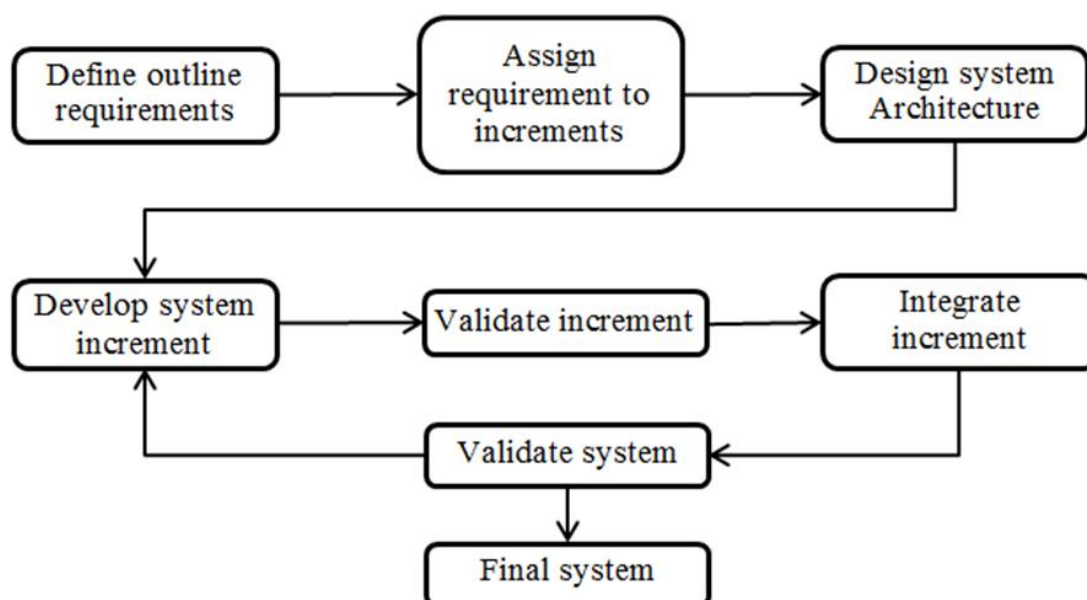 Define outline
requirements
Assign
requirement to
increments
Design system
Architecture
Develop system
increment
Validate increment
Integrate
increment
Validate system
Final system